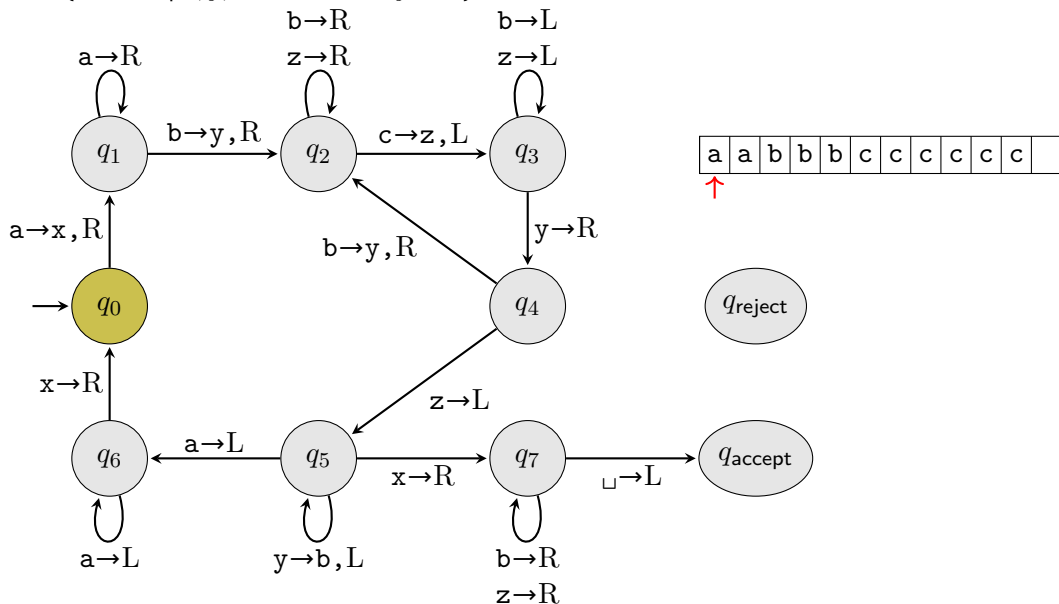 b→R
b→L
a→R
z→R
z→L
q1
b→y,R
q2
c→z,L
q3
a a b b b c c c c c c
↑
a→x,R
b→y,R
y→R
q0
q4
qreject
x→R
z→L
q6
a→L
q5
x→R
q7
␣→L
qaccept
a→L
y→b,L
b→R
z→R